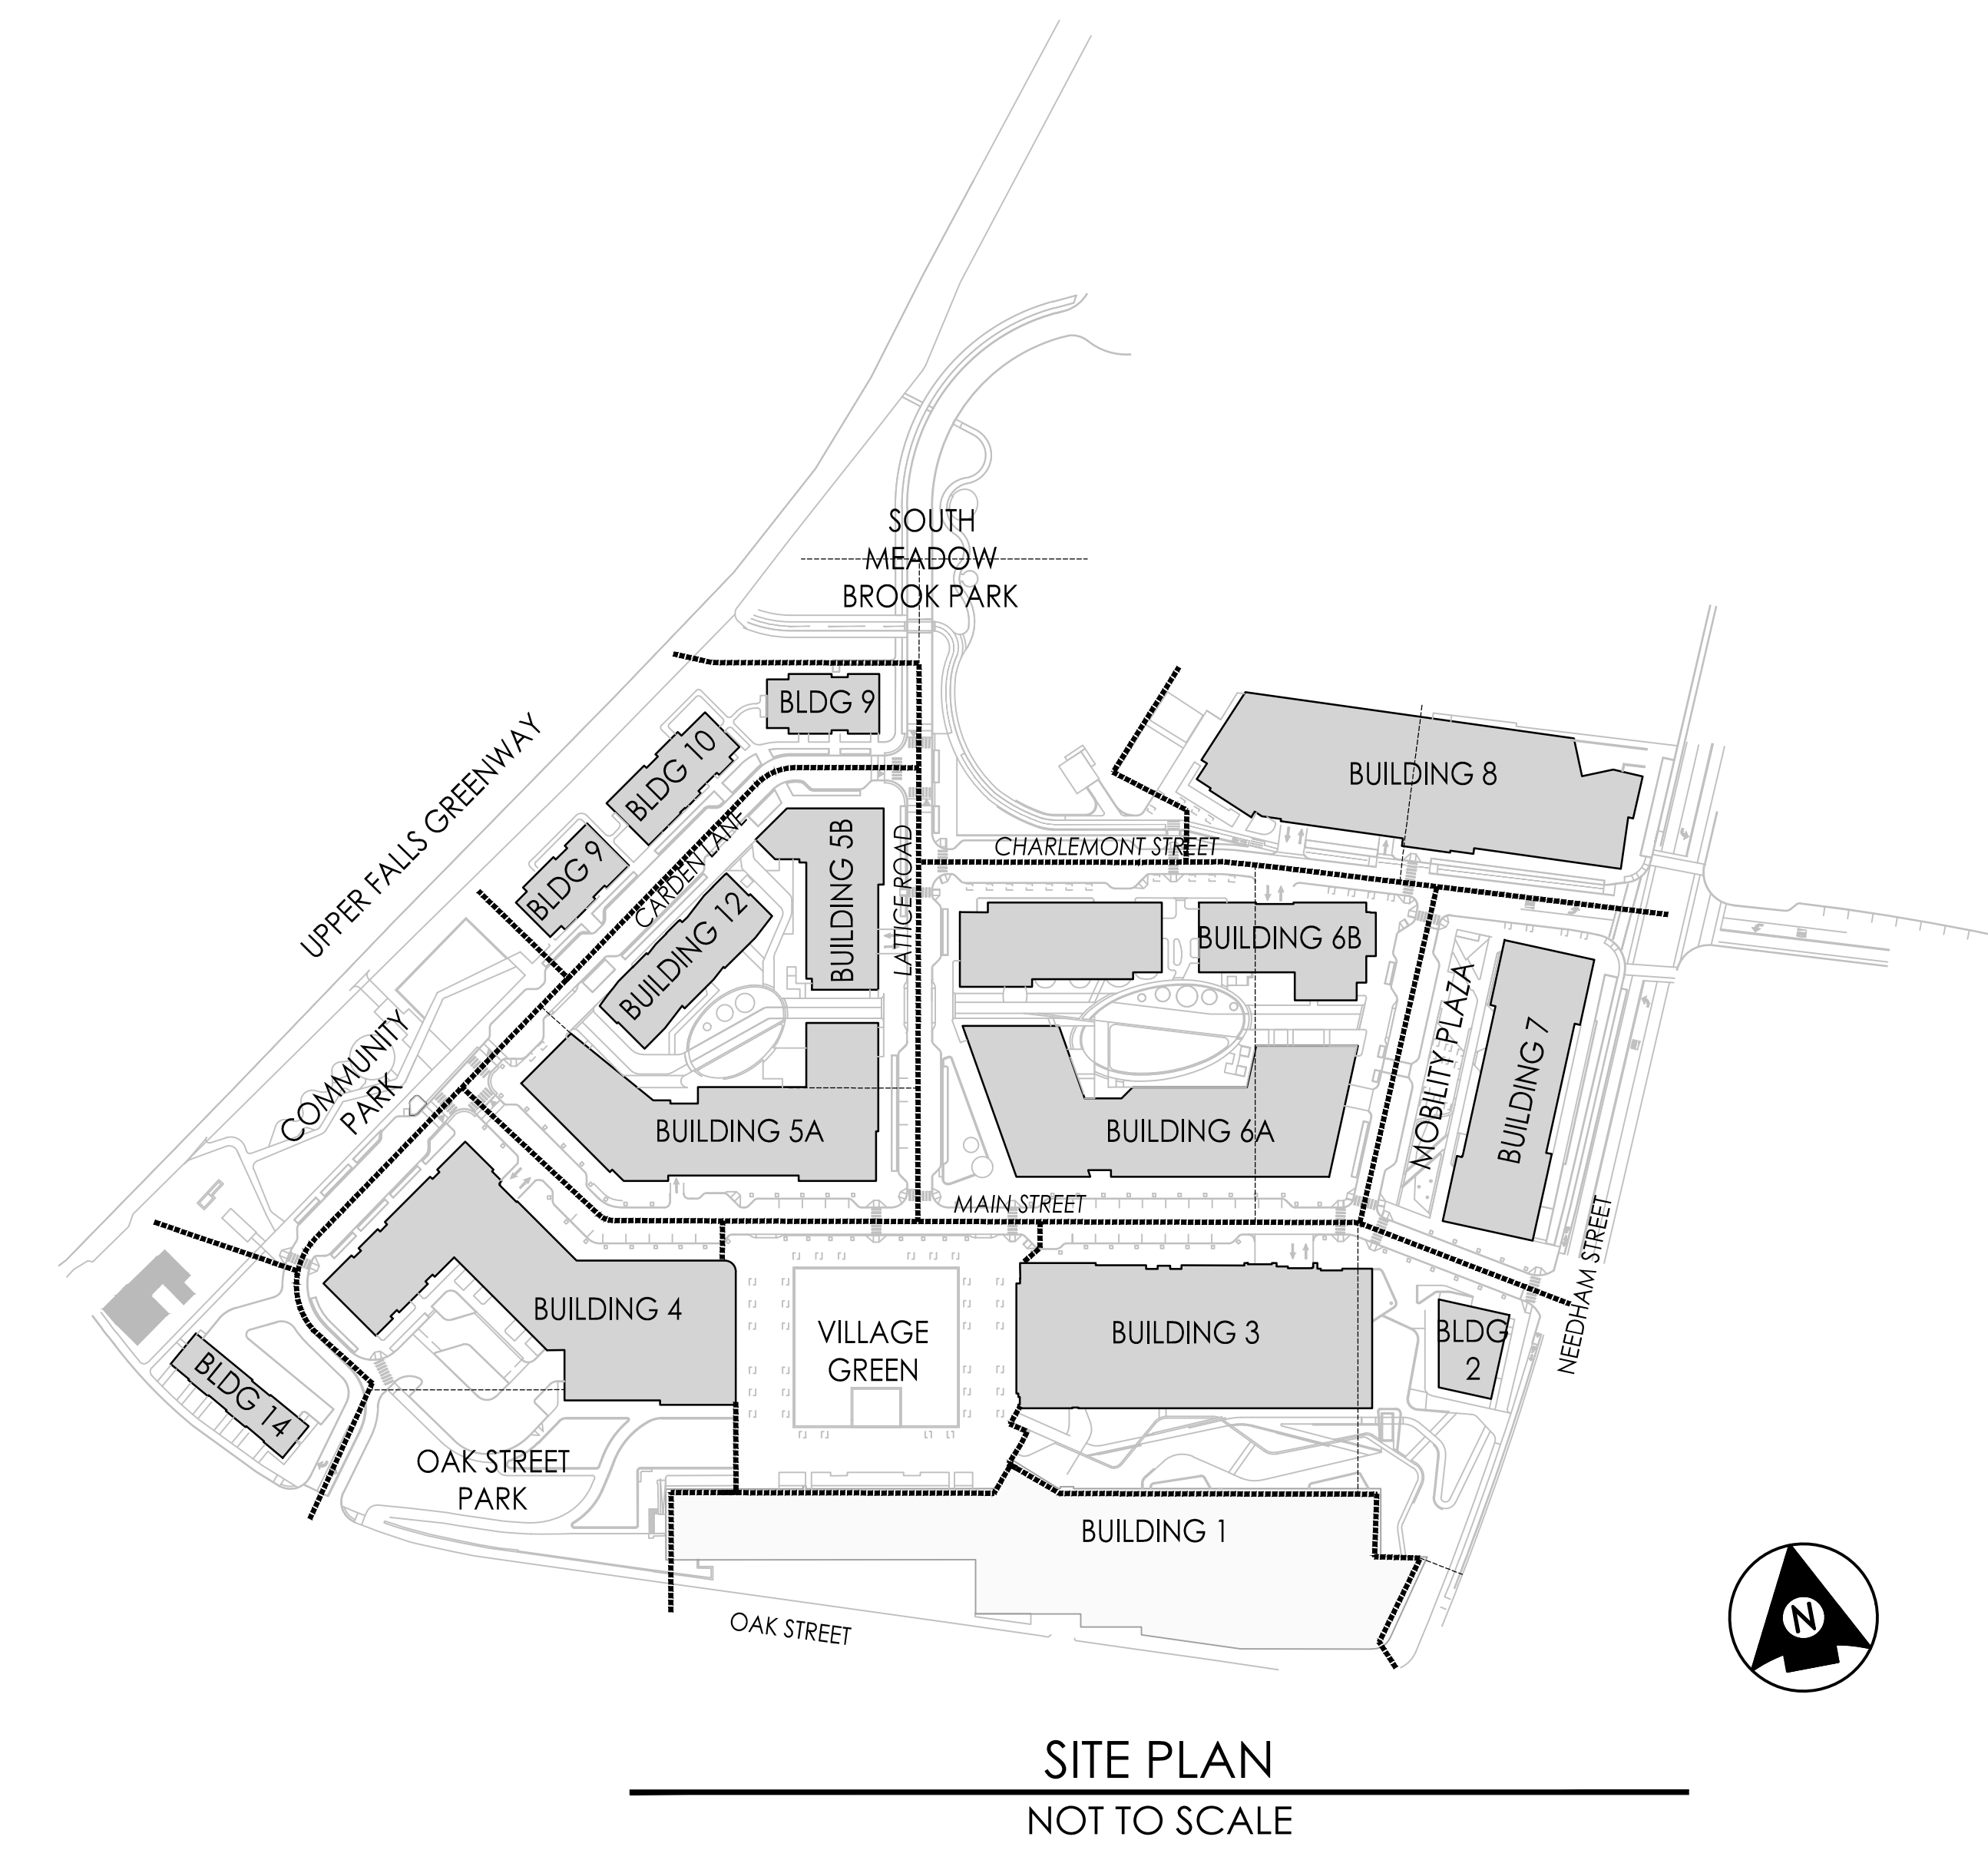 SOUTH
MEADOW
BROOK PARK
BLDG 9
BLDG 10
BUILDING 8
UPPER FALLS GREENWAY
BLDG 9
CARDEN LANE
BUILDING 5B
LATTICE ROAD
CHARLEMONT STREET
BUILDING 12
BUILDING 6B
MOBILITY PLAZA
BUILDING 7
COMMUNITY
PARK
BUILDING 5A
BUILDING 6A
MAIN STREET
NEEDHAM STREET
BUILDING 4
VILLAGE
GREEN
BUILDING 3
BLDG
2
BLDG 14
OAK STREET
PARK
BUILDING 1
OAK STREET
N
SITE PLAN
NOT TO SCALE